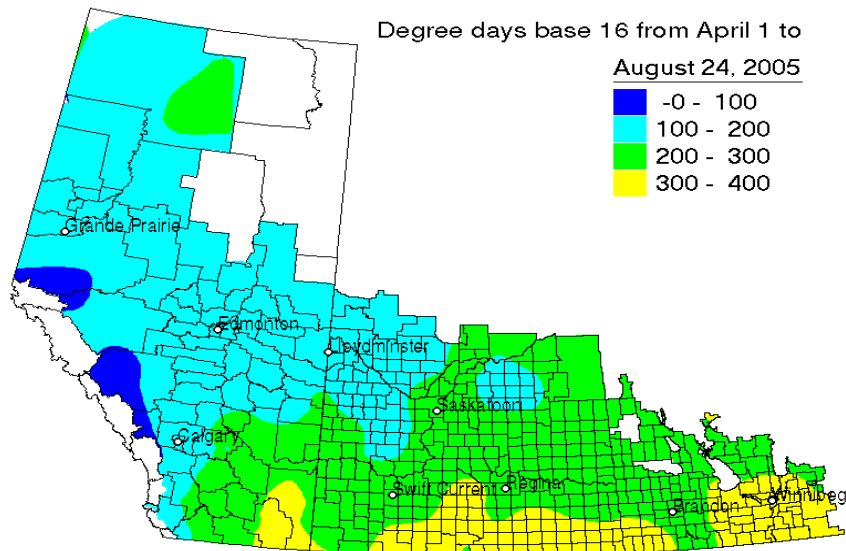 Degree days base 16 from April 1 to
August 24, 2005
-0 - 100
100 - 200
200 - 300
300 - 400
Grande Prairie
Edmonton
Lloydminster
Saskatoon
Calgary
Swift Current
Regina
Brandon
Winnipeg